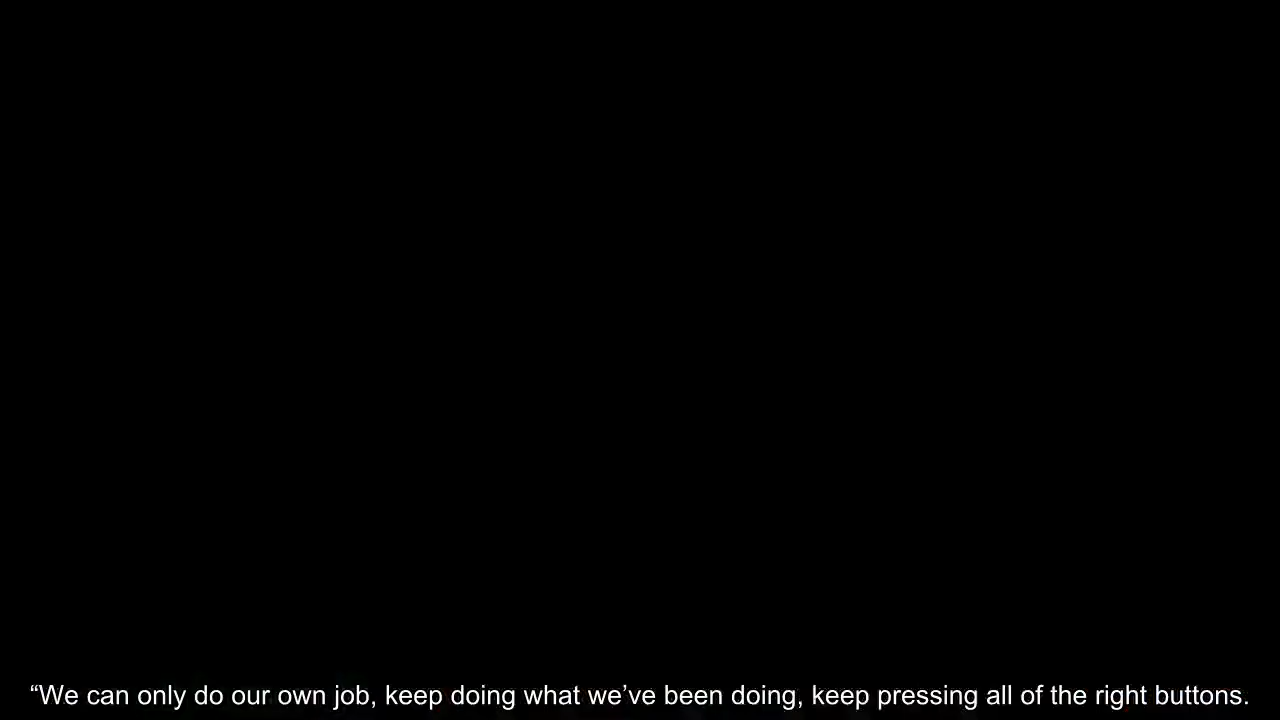 “We can only do our own job, keep doing what we’ve been doing, keep pressing all of the right buttons.